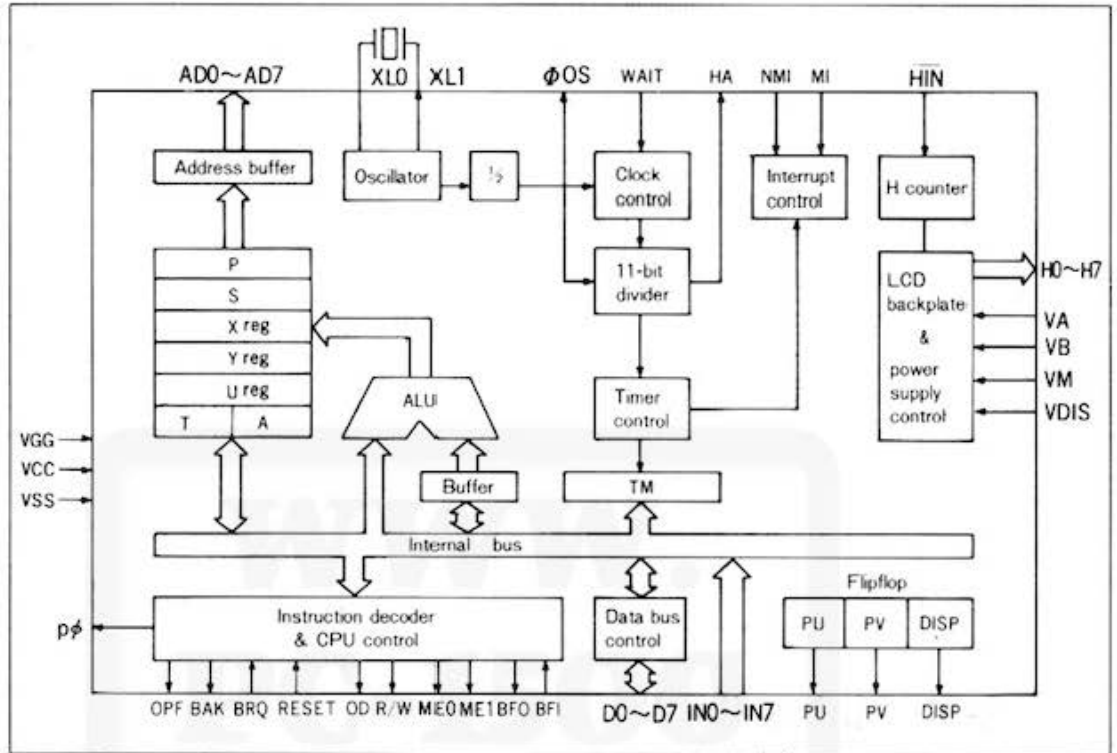 AD0～AD7 XL0 XL1 ΦOS WAIT HA NMI MI HIN
Address buffer
Oscillator
½
Clock control
Interrupt control
H counter
P
S
X reg
Y reg
U reg
T A
11-bit divider
LCD backplate & power supply control
H0～H7
VA
VB
VM
VDIS
ALU
Timer control
VGG
VCC
VSS
Buffer
TM
Internal bus
Flipflop
Instruction decoder & CPU control
Data bus control
PU PV DISP
pϕ
OPF BAK BRQ RESET OD R/W ME0 ME1 BFO BFI D0～D7 IN0～IN7 PU PV DISP
www.